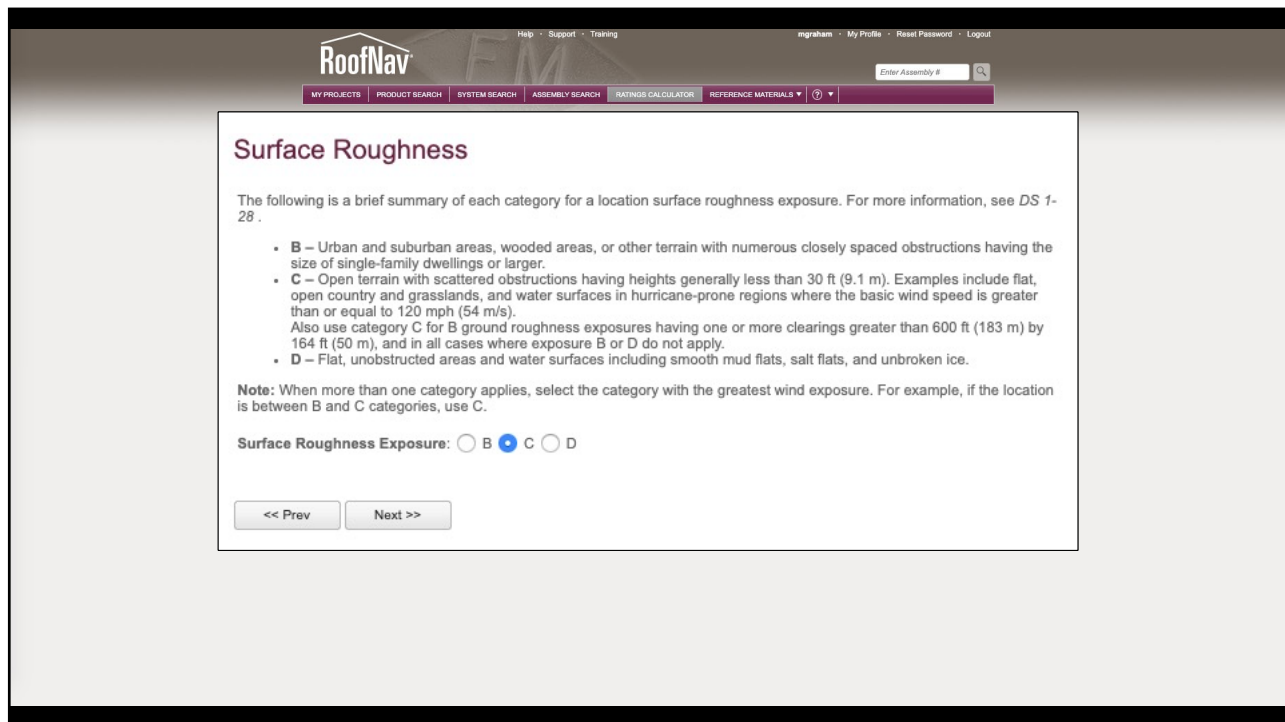 Help · Support · Training
mgraham · My Profile · Reset Password · Logout
RoofNav
FM
Enter Assembly #
MY PROJECTS PRODUCT SEARCH SYSTEM SEARCH ASSEMBLY SEARCH RATINGS CALCULATOR REFERENCE MATERIALS ▼ ? ▼
Surface Roughness
The following is a brief summary of each category for a location surface roughness exposure. For more information, see DS 1-
28 .
• B – Urban and suburban areas, wooded areas, or other terrain with numerous closely spaced obstructions having the
size of single-family dwellings or larger.
• C – Open terrain with scattered obstructions having heights generally less than 30 ft (9.1 m). Examples include flat,
open country and grasslands, and water surfaces in hurricane-prone regions where the basic wind speed is greater
than or equal to 120 mph (54 m/s).
Also use category C for B ground roughness exposures having one or more clearings greater than 600 ft (183 m) by
164 ft (50 m), and in all cases where exposure B or D do not apply.
• D – Flat, unobstructed areas and water surfaces including smooth mud flats, salt flats, and unbroken ice.
Note: When more than one category applies, select the category with the greatest wind exposure. For example, if the location
is between B and C categories, use C.
Surface Roughness Exposure: B C D
<< Prev Next >>